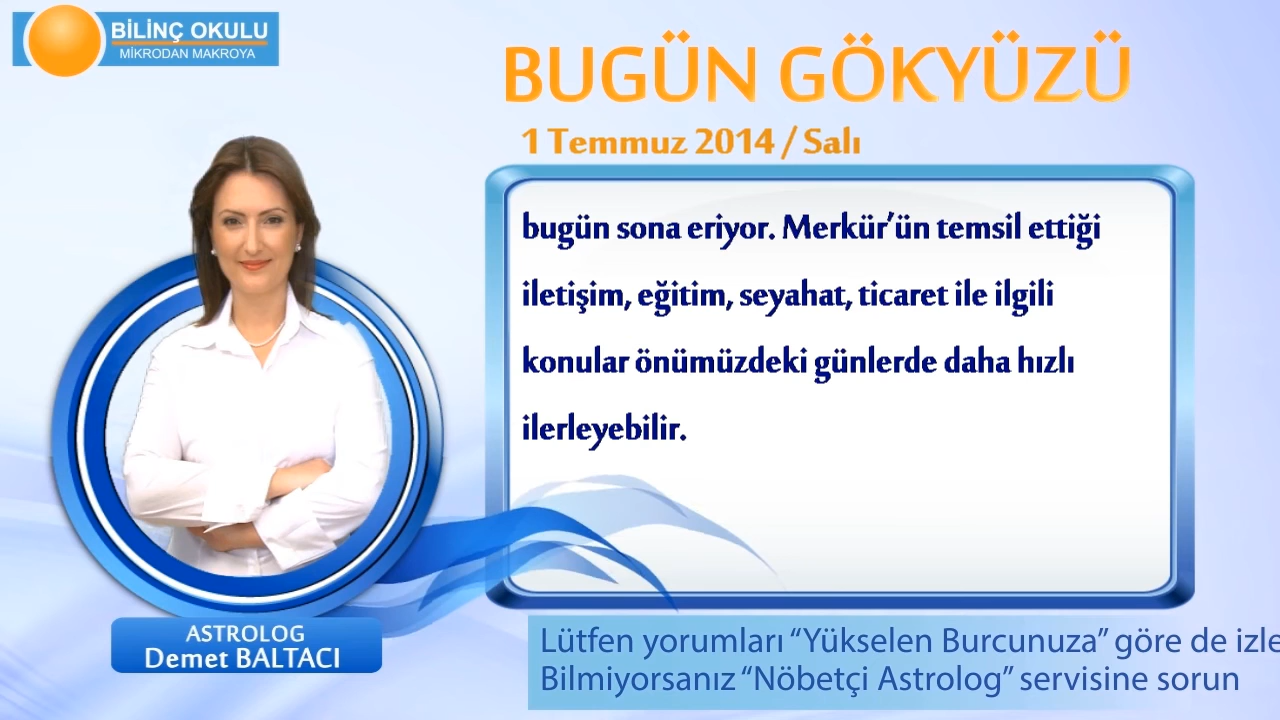 BİLİNÇ OKULU
MİKRODAN MAKROYA
BUGÜN GÖKYÜZÜ
1 Temmuz 2014 / Salı
bugün sona eriyor. Merkür’ün temsil ettiği
iletişim, eğitim, seyahat, ticaret ile ilgili
konular önümüzdeki günlerde daha hızlı
ilerleyebilir.
ASTROLOG
Demet BALTACI
Lütfen yorumları “Yükselen Burcunuza” göre de izle
Bilmiyorsanız “Nöbetçi Astrolog” servisine sorun